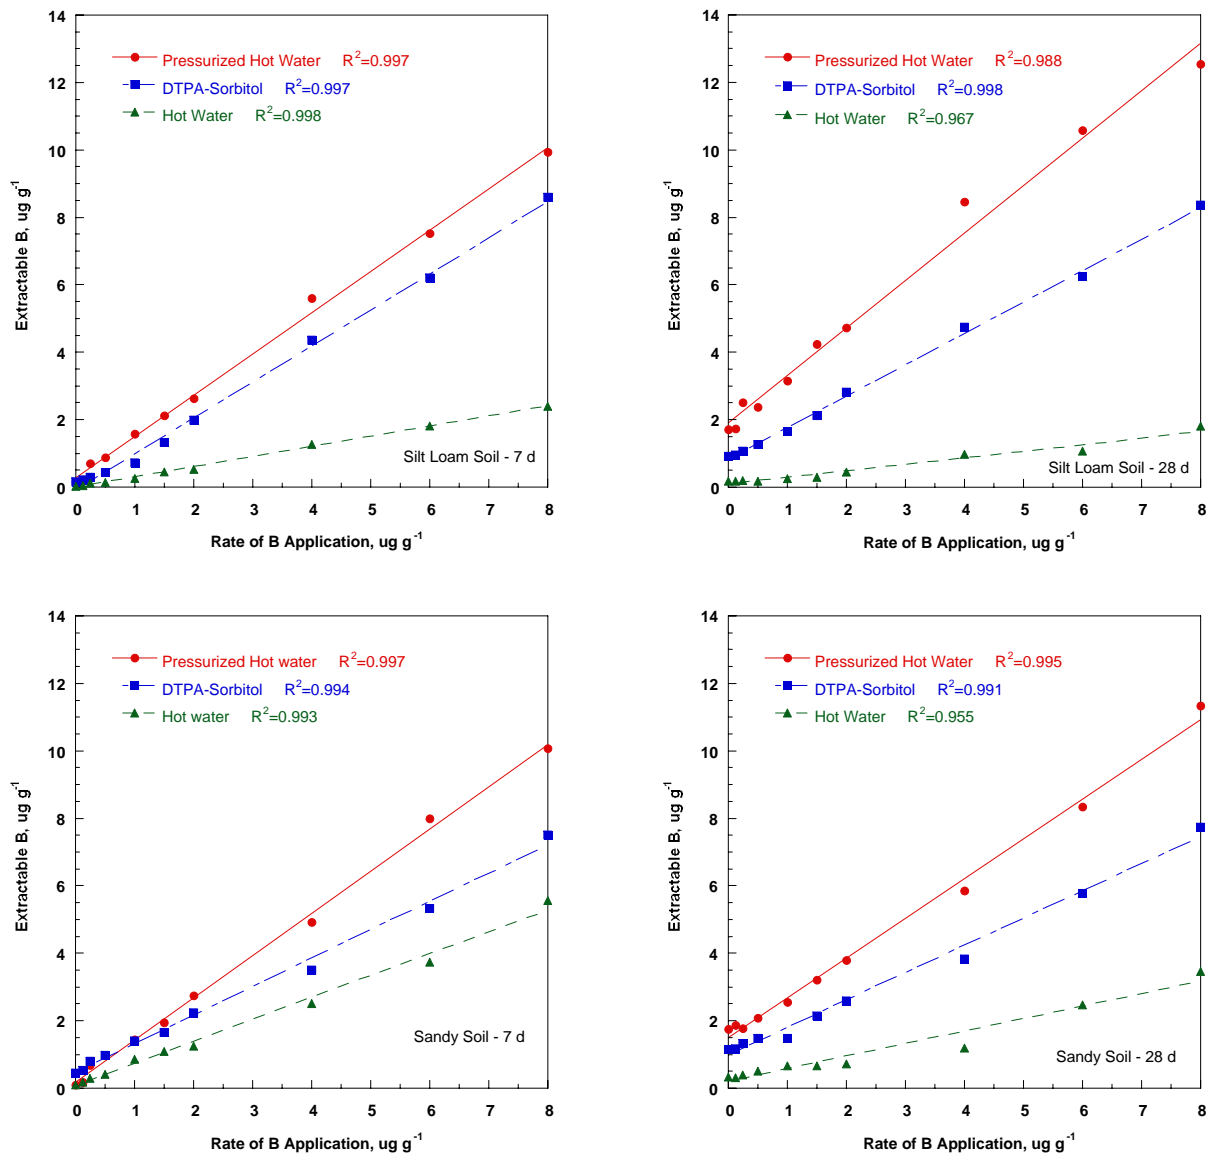 14
12
10
8
6
4
2
0
Extractable B, ug g⁻¹
Pressurized Hot Water R²=0.997
DTPA-Sorbitol R²=0.997
Hot Water R²=0.998
Silt Loam Soil - 7 d
0 1 2 3 4 5 6 7 8
Rate of B Application, ug g⁻¹
14
12
10
8
6
4
2
0
Extractable B, ug g⁻¹
Pressurized Hot Water R²=0.988
DTPA-Sorbitol R²=0.998
Hot Water R²=0.967
Silt Loam Soil - 28 d
0 1 2 3 4 5 6 7 8
Rate of B Application, ug g⁻¹
14
12
10
8
6
4
2
0
Extractable B, ug g⁻¹
Pressurized Hot water R²=0.997
DTPA-Sorbitol R²=0.994
Hot water R²=0.993
Sandy Soil - 7 d
0 1 2 3 4 5 6 7 8
Rate of B Application, ug g⁻¹
14
12
10
8
6
4
2
0
Extractable B, ug g⁻¹
Pressurized Hot Water R²=0.995
DTPA-Sorbitol R²=0.991
Hot Water R²=0.955
Sandy Soil - 28 d
0 1 2 3 4 5 6 7 8
Rate of B Application, ug g⁻¹